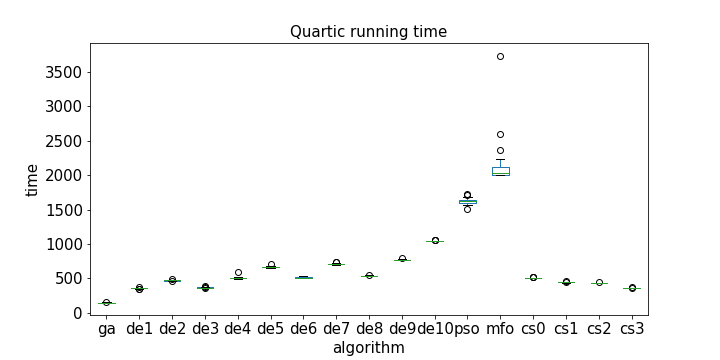 Quartic running time
3500
3000
2500
2000
1500
1000
500
0
time
ga de1 de2 de3 de4 de5 de6 de7 de8 de9 de10 pso mfo cs0 cs1 cs2 cs3
algorithm